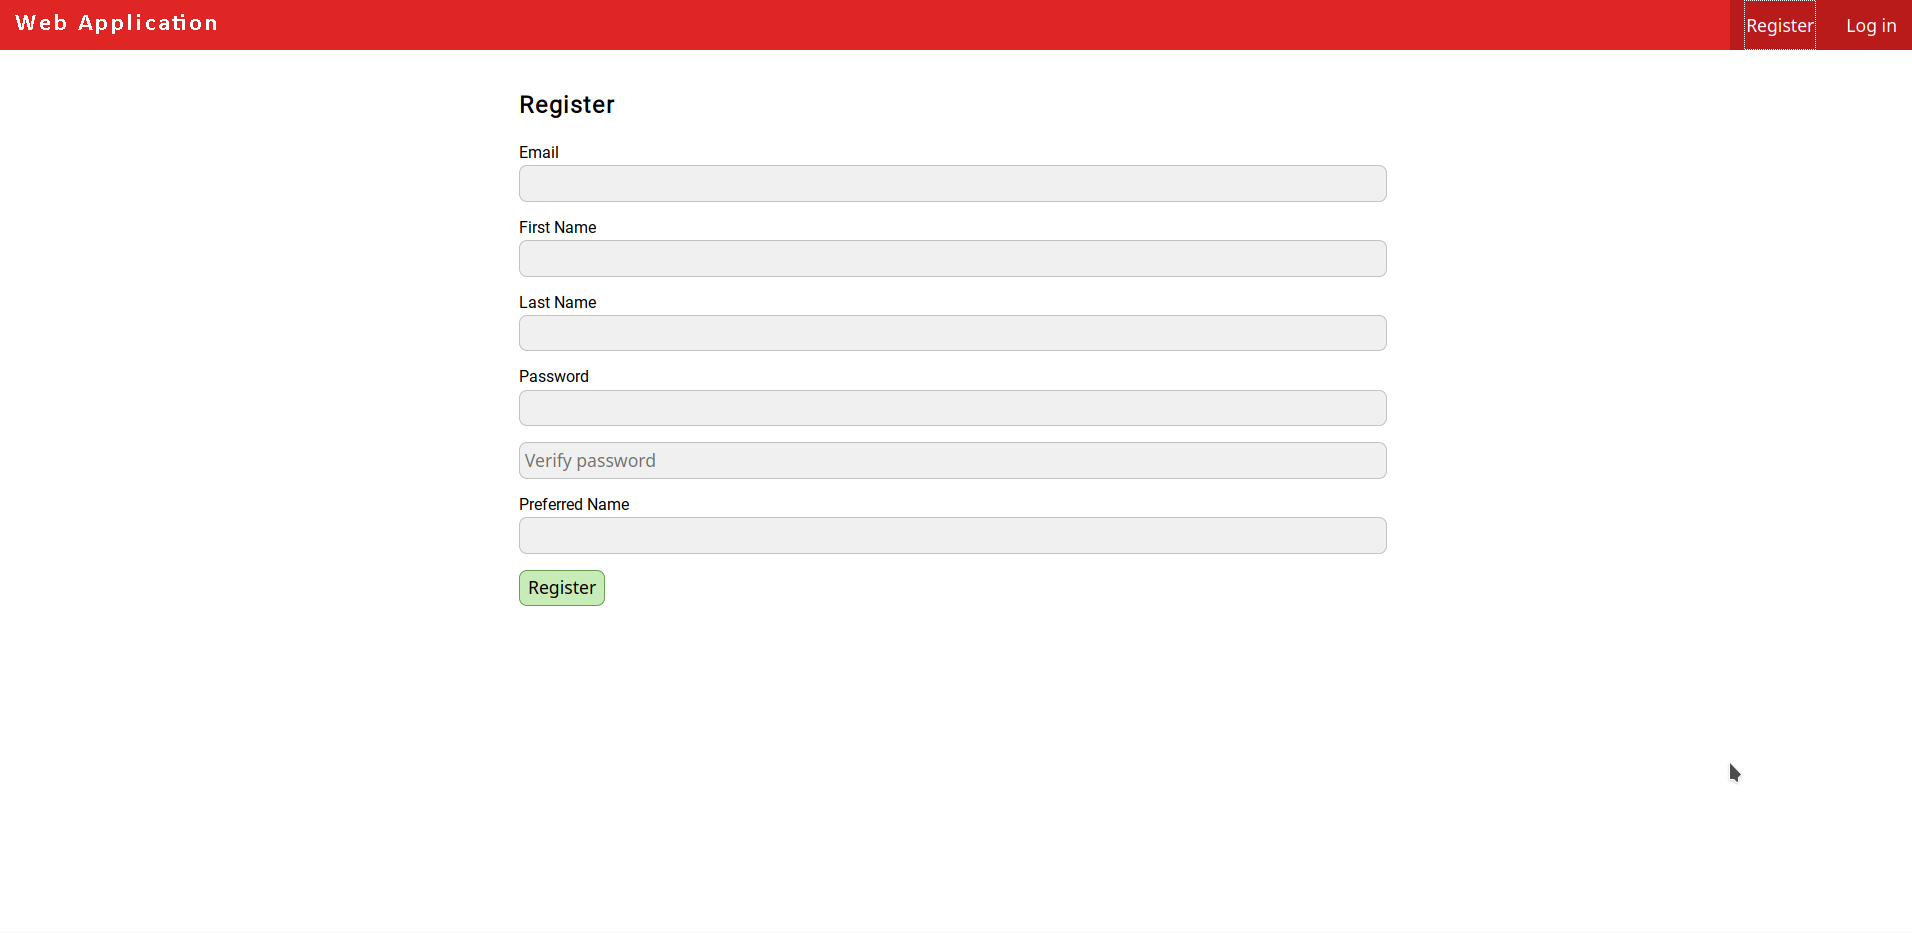 Web Application
Register Log in
Register
Email
First Name
Last Name
Password
Verify password
Preferred Name
Register